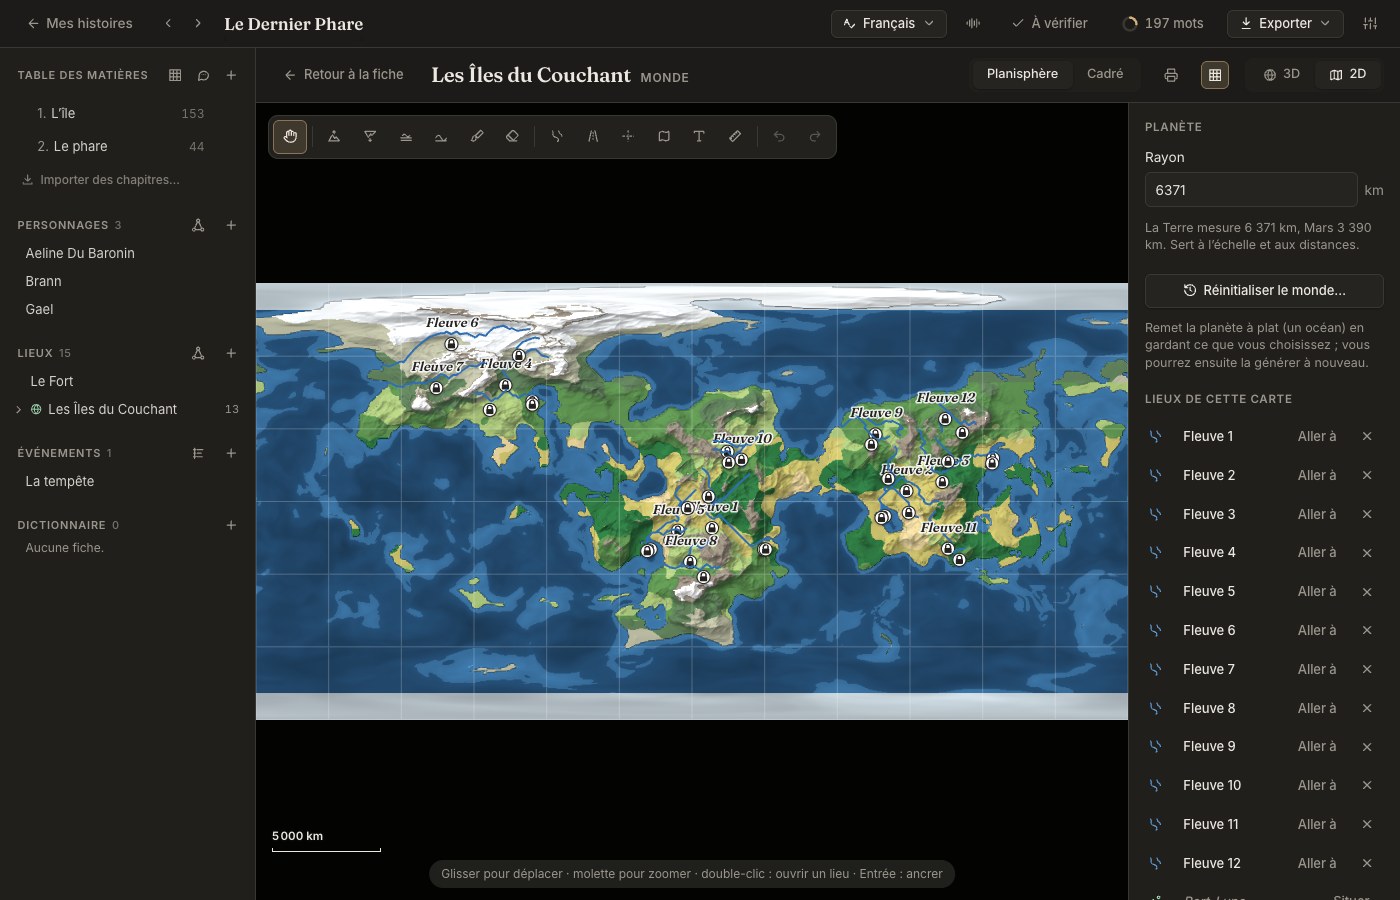 Mes histoires
Le Dernier Phare
Français
À vérifier
197 mots
Exporter
TABLE DES MATIÈRES
1. L'île 153
2. Le phare 44
Importer des chapitres...
PERSONNAGES 3
Aeline Du Baronin
Brann
Gael
LIEUX 15
Le Fort
Les Îles du Couchant 13
ÉVÉNEMENTS 1
La tempête
DICTIONNAIRE 0
Aucune fiche.
Retour à la fiche
Les Îles du Couchant MONDE
Planisphère
Cadré
3D
2D
Fleuve 6
Fleuve 7
Fleuve 4
Fleuve 12
Fleuve 9
Fleuve 10
Fleuve 2
Fleuve 11
Fleuve 8
5 000 km
Glisser pour déplacer · molette pour zoomer · double-clic : ouvrir un lieu · Entrée : ancrer
PLANÈTE
Rayon
6371 km
La Terre mesure 6 371 km, Mars 3 390
km. Sert à l'échelle et aux distances.
Réinitialiser le monde...
Remet la planète à plat (un océan) en
gardant ce que vous choisissez ; vous
pourrez ensuite la générer à nouveau.
LIEUX DE CETTE CARTE
Fleuve 1 Aller à
Fleuve 2 Aller à
Fleuve 3 Aller à
Fleuve 4 Aller à
Fleuve 5 Aller à
Fleuve 6 Aller à
Fleuve 7 Aller à
Fleuve 8 Aller à
Fleuve 9 Aller à
Fleuve 10 Aller à
Fleuve 11 Aller à
Fleuve 12 Aller à